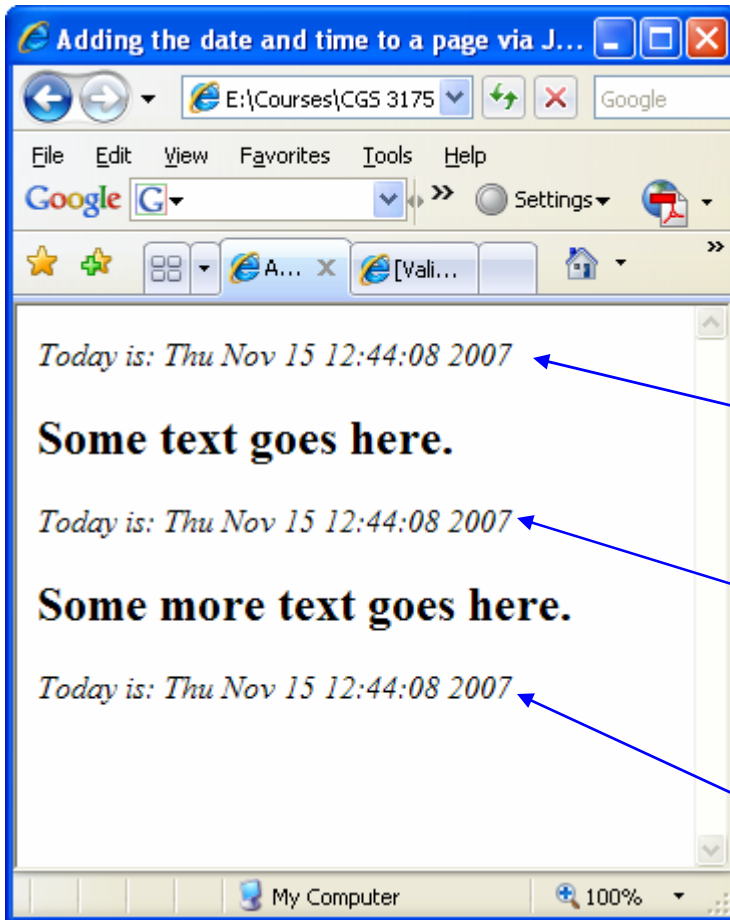 Adding the date and time to a page via J...
E:\Courses\CGS 3175
Google
File Edit View Favorites Tools Help
Google G Settings
A... [Vali...
Today is: Thu Nov 15 12:44:08 2007
Some text goes here.
Today is: Thu Nov 15 12:44:08 2007
Some more text goes here.
Today is: Thu Nov 15 12:44:08 2007
My Computer 100%